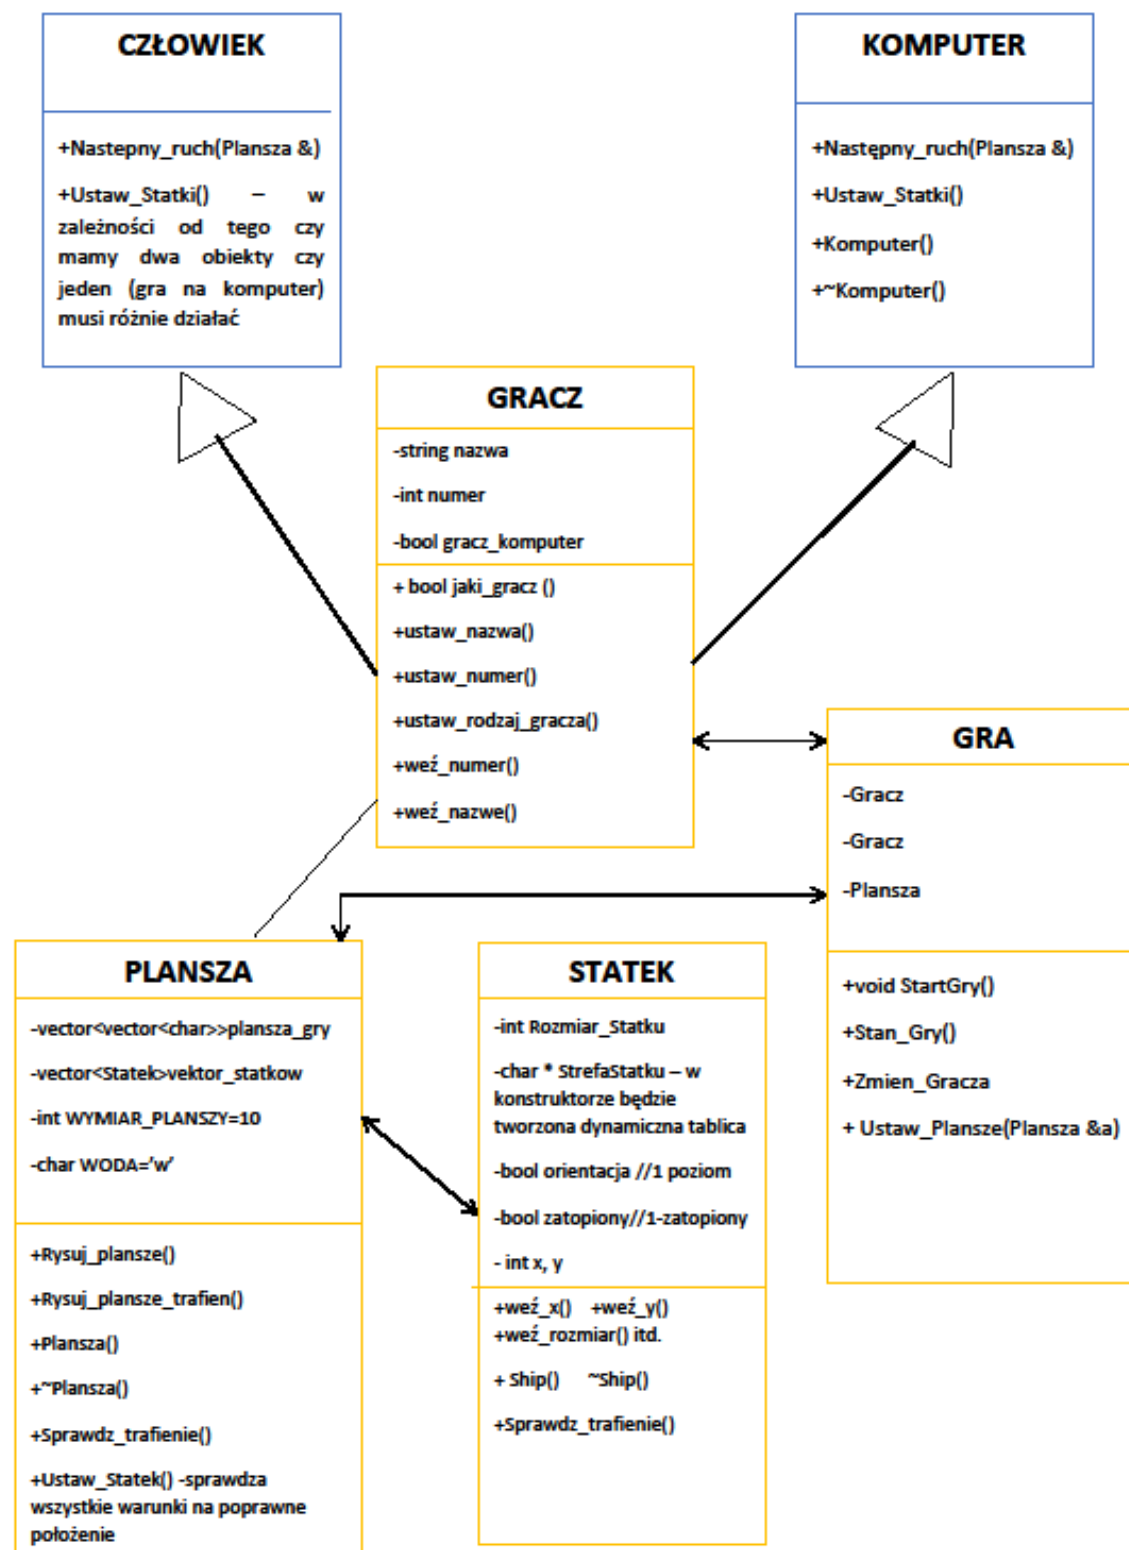 CZŁOWIEK
+Nastepny_ruch(Plansza &)
+Ustaw_Statki() – w
zależności od tego czy
mamy dwa obiekty czy
jeden (gra na komputer)
musi różnie działać
KOMPUTER
+Następny_ruch(Plansza &)
+Ustaw_Statki()
+Komputer()
+~Komputer()
GRACZ
-string nazwa
-int numer
-bool gracz_komputer
+ bool jaki_gracz ()
+ustaw_nazwa()
+ustaw_numer()
+ustaw_rodzaj_gracza()
+weź_numer()
+weź_nazwe()
GRA
-Gracz
-Gracz
-Plansza
+void StartGry()
+Stan_Gry()
+Zmien_Gracza
+ Ustaw_Plansze(Plansza &a)
PLANSZA
-vector<vector<char>>plansza_gry
-vector<Statek>vektor_statkow
-int WYMIAR_PLANSZY=10
-char WODA='w'
+Rysuj_plansze()
+Rysuj_plansze_trafien()
+Plansza()
+~Plansza()
+Sprawdz_trafienie()
+Ustaw_Statek() -sprawdza
wszystkie warunki na poprawne
położenie
STATEK
-int Rozmiar_Statku
-char * StrefaStatku – w
konstruktorze będzie
tworzona dynamiczna tablica
-bool orientacja //1 poziom
-bool zatopiony//1-zatopiony
- int x, y
+weź_x() +weź_y()
+weź_rozmiar() itd.
+ Ship() ~Ship()
+Sprawdz_trafienie()